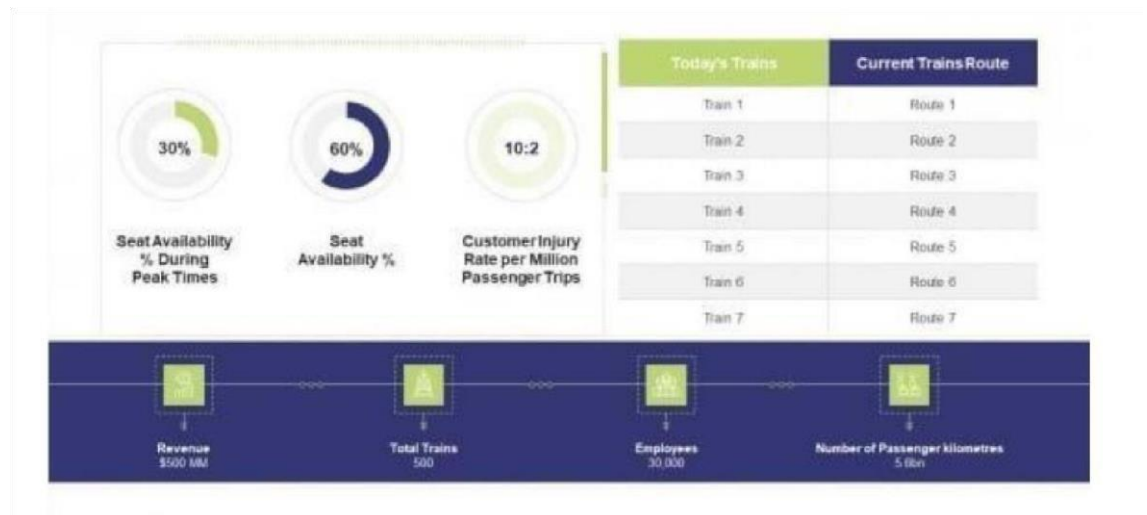 30%
60%
10:2
Seat Availability
% During
Peak Times
Seat
Availability %
Customer Injury
Rate per Million
Passenger Trips
Today's Trains Current Trains Route
Train 1 Route 1
Train 2 Route 2
Train 3 Route 3
Train 4 Route 4
Train 5 Route 5
Train 6 Route 6
Train 7 Route 7
Revenue
$500 MM
Total Trains
500
Employees
30,000
Number of Passenger kilometres
5.6bn